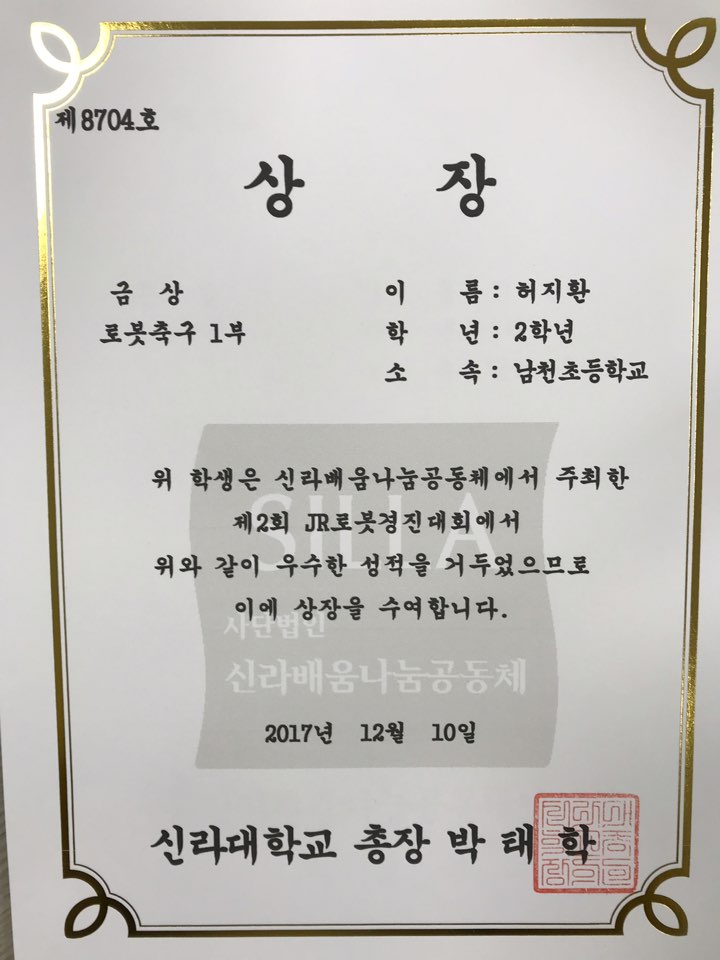 제8704호
상 장
금 상
로봇축구 1부
이 름 : 허지환
학 년 : 2학년
소 속 : 남천초등학교
SILLA
위 학생은 신라배움나눔공동체에서 주최한
제2회 JR로봇경진대회에서
위와 같이 우수한 성적을 거두었으므로
이에 상장을 수여합니다.
사단법인
신라배움나눔공동체
2017년 12월 10일
신라대학교 총장 박 태 학